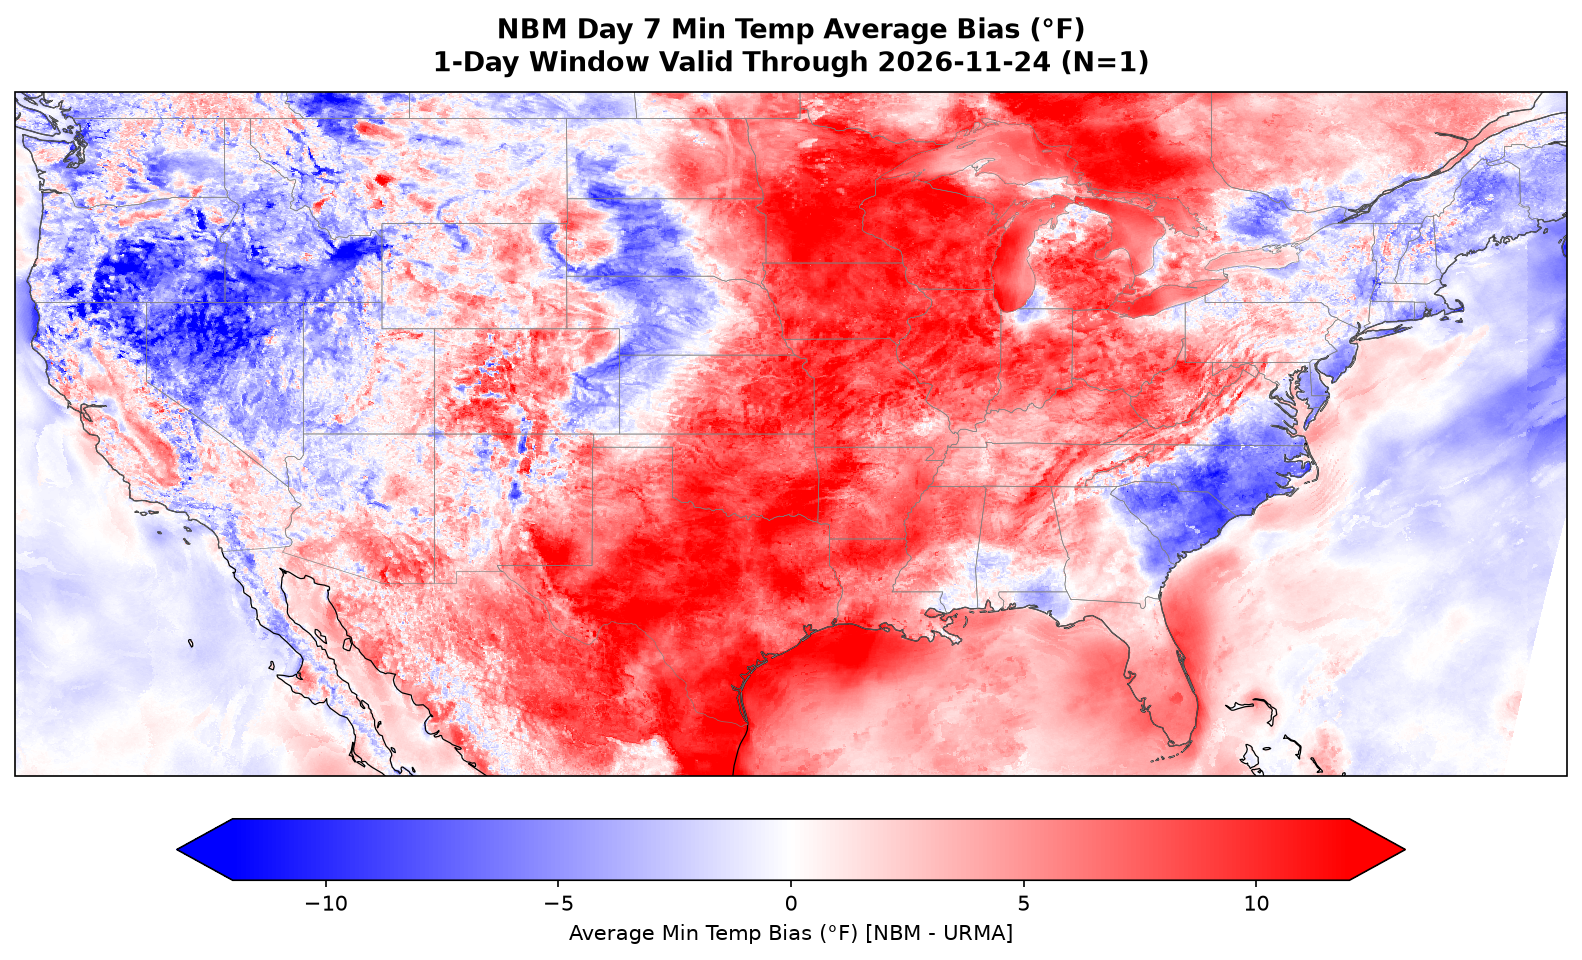 NBM Day 7 Min Temp Average Bias (°F)
1-Day Window Valid Through 2026-11-24 (N=1)
−10 −5 0 5 10
Average Min Temp Bias (°F) [NBM - URMA]